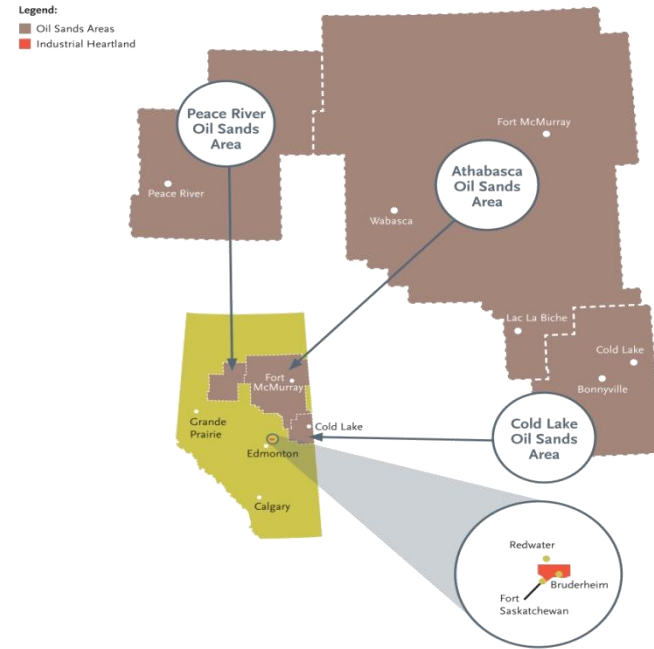 Legend:
Oil Sands Areas
Industrial Heartland
Peace River
Oil Sands
Area
Fort McMurray
Athabasca
Oil Sands
Area
Peace River
Wabasca
Lac La Biche
Cold Lake
Bonnyville
Fort
McMurray
Grande
Prairie
Cold Lake
Edmonton
Calgary
Cold Lake
Oil Sands
Area
Redwater
Bruderheim
Fort
Saskatchewan